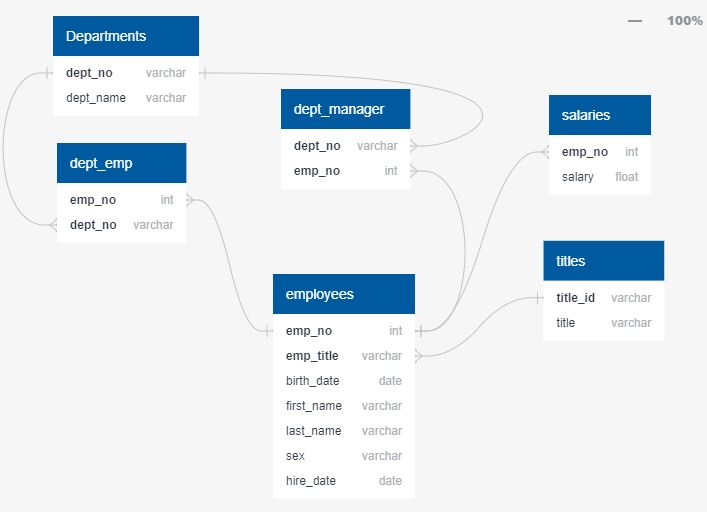 — 100%
Departments
dept_no varchar
dept_name varchar
dept_manager
dept_no varchar
emp_no int
salaries
emp_no int
salary float
dept_emp
emp_no int
dept_no varchar
titles
title_id varchar
title varchar
employees
emp_no int
emp_title varchar
birth_date date
first_name varchar
last_name varchar
sex varchar
hire_date date